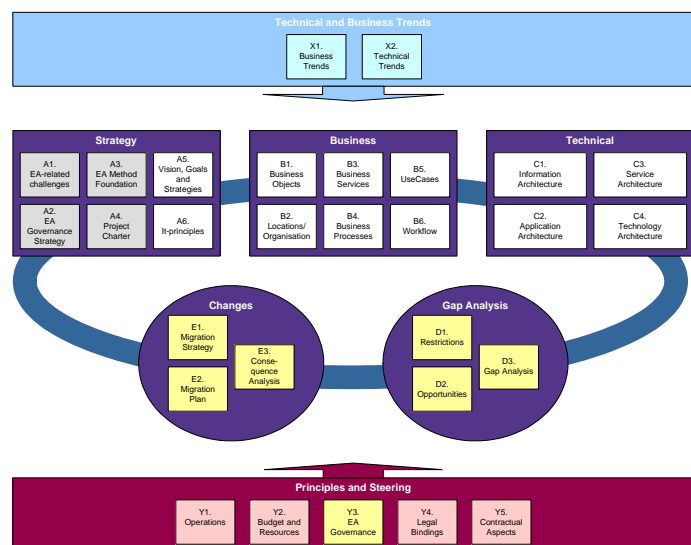 Technical and Business Trends
X1.
Business
Trends
X2.
Technical
Trends
Strategy
A1.
EA-related
challenges
A3.
EA Method
Foundation
A5.
Vision, Goals
and
Strategies
A2.
EA
Governance
Strategy
A4.
Project
Charter
A6.
It-principles
Business
B1.
Business
Objects
B3.
Business
Services
B5.
UseCases
B2.
Locations/
Organisation
B4.
Business
Processes
B6.
Workflow
Technical
C1.
Information
Architecture
C3.
Service
Architecture
C2.
Application
Architecture
C4.
Technology
Architecture
Changes
E1.
Migration
Strategy
E3.
Conse-
quence
Analysis
E2.
Migration
Plan
Gap Analysis
D1.
Restrictions
D3.
Gap Analysis
D2.
Opportunities
Principles and Steering
Y1.
Operations
Y2.
Budget and
Resources
Y3.
EA
Governance
Y4.
Legal
Bindings
Y5.
Contractual
Aspects